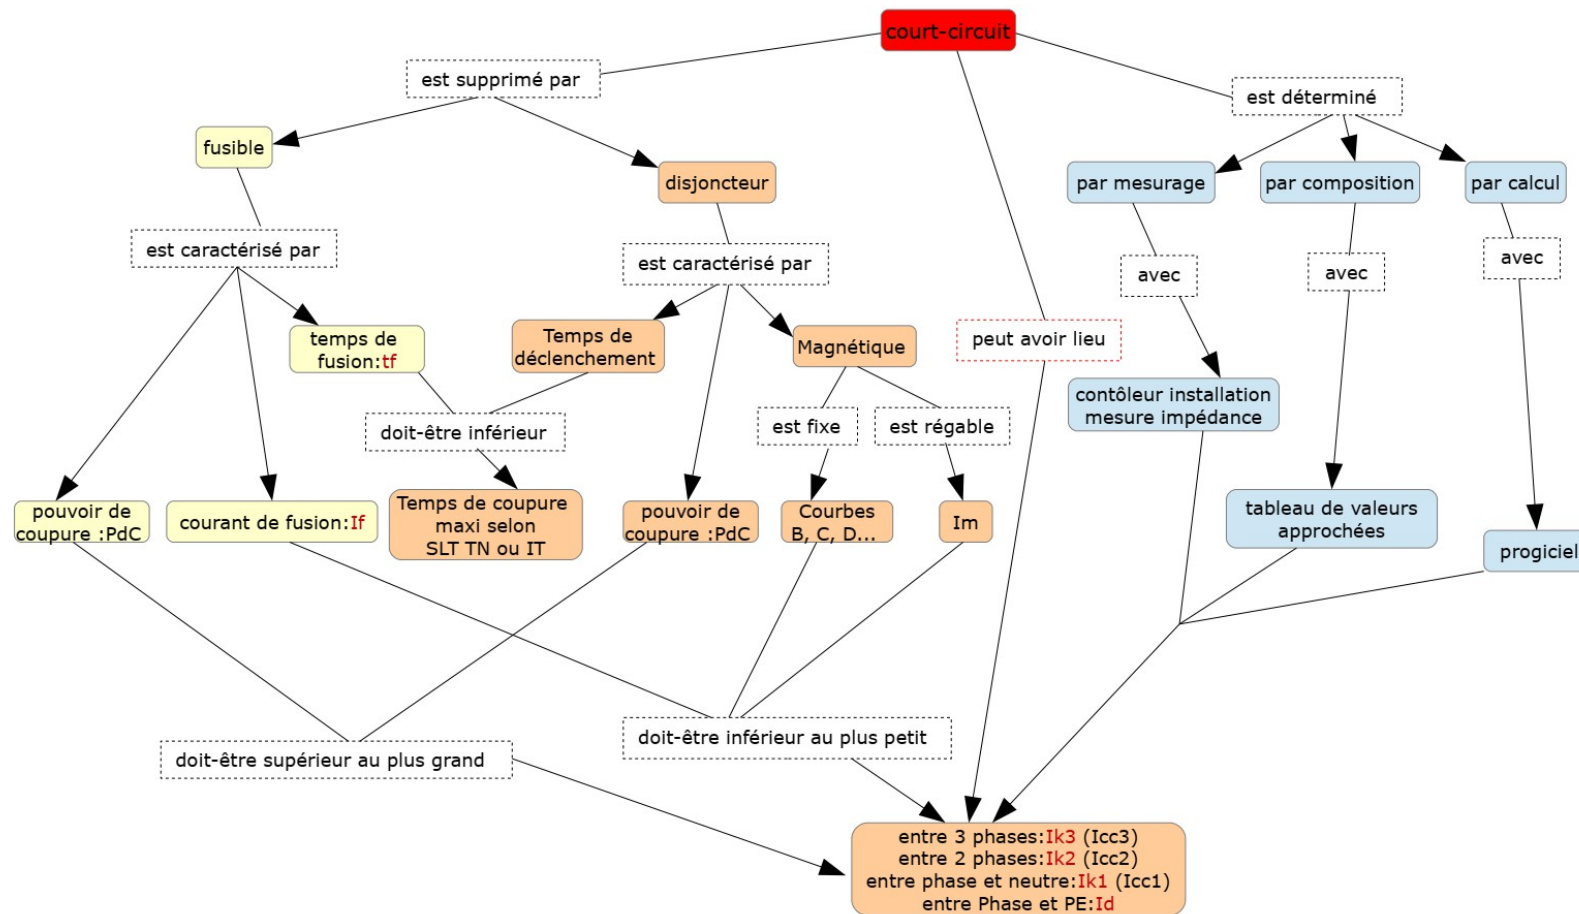 court-circuit
est supprimé par
est déterminé
fusible
disjoncteur
par mesurage
par composition
par calcul
est caractérisé par
est caractérisé par
avec
avec
avec
temps de
fusion:tf
Temps de
déclenchement
Magnétique
peut avoir lieu
contôleur installation
mesure impédance
doit-être inférieur
est fixe
est régable
pouvoir de
coupure :PdC
courant de fusion:If
Temps de coupure
maxi selon
SLT TN ou IT
pouvoir de
coupure :PdC
Courbes
B, C, D...
Im
tableau de valeurs
approchées
progiciel
doit-être supérieur au plus grand
doit-être inférieur au plus petit
entre 3 phases:Ik3 (Icc3)
entre 2 phases:Ik2 (Icc2)
entre phase et neutre:Ik1 (Icc1)
entre Phase et PE:Id